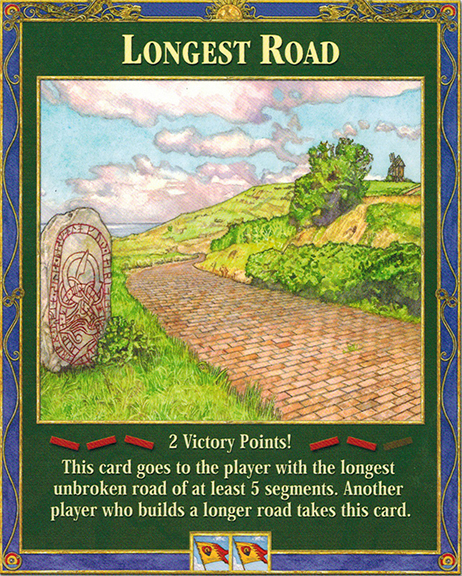 LONGEST ROAD
2 Victory Points!
This card goes to the player with the longest
unbroken road of at least 5 segments. Another
player who builds a longer road takes this card.